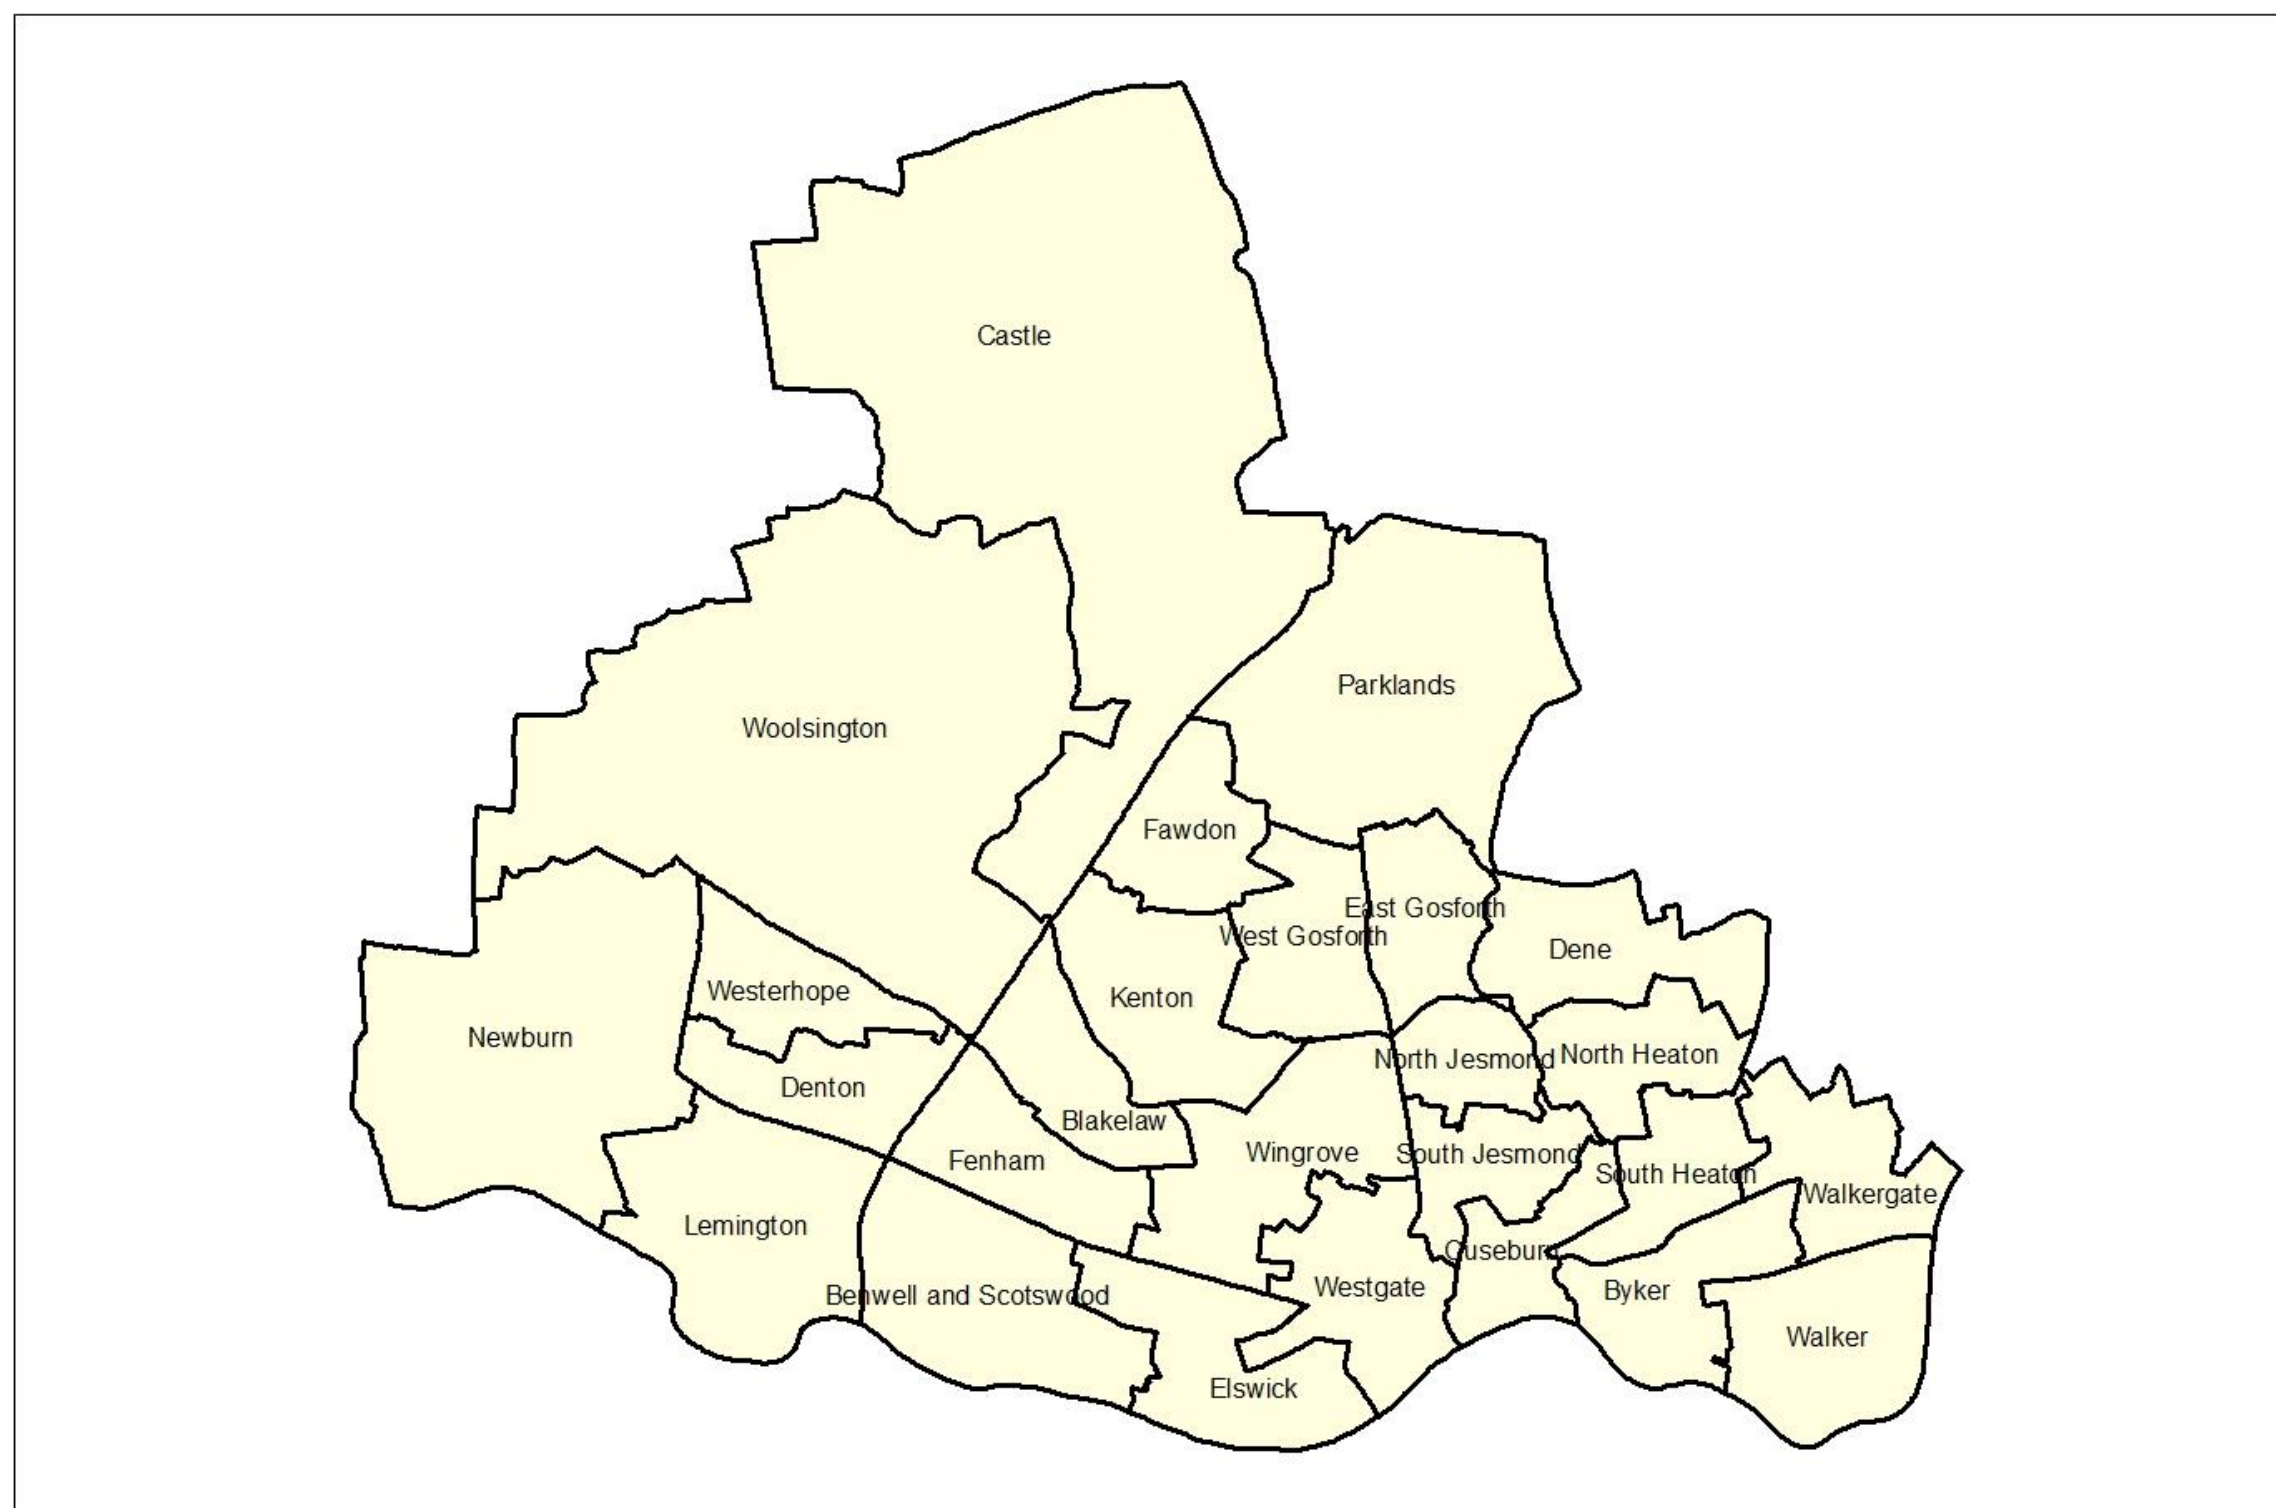 Castle
Parklands
Woolsington
Fawdon
East Gosforth
West Gosforth
Dene
Westerhope
Kenton
Newburn
North Jesmond
North Heaton
Denton
Blakelaw
Fenham
Wingrove
South Jesmond
South Heaton
Walkergate
Lemington
Ouseburn
Benwell and Scotswood
Westgate
Byker
Walker
Elswick